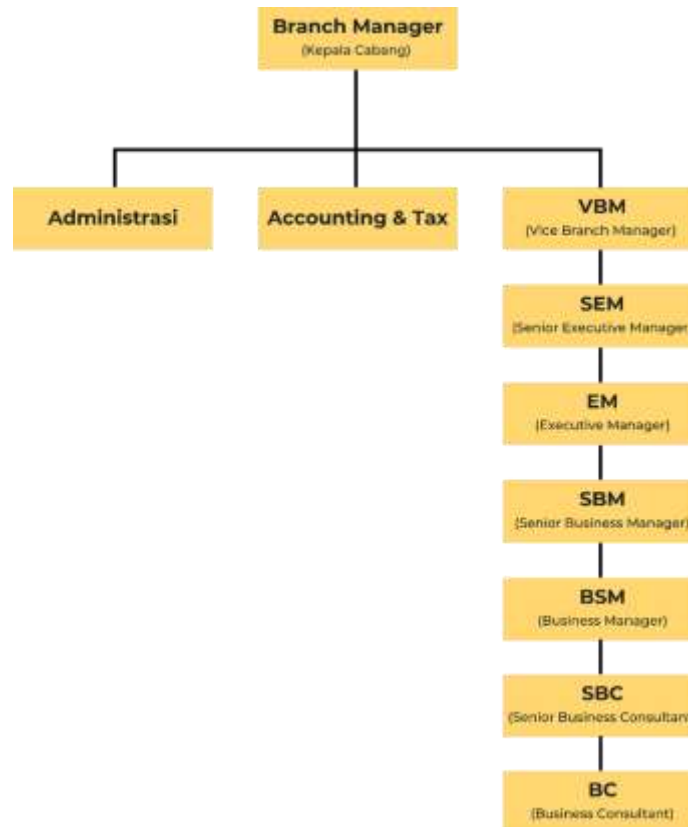 Branch Manager
(Kepala Cabang)
Administrasi
Accounting & Tax
VBM
(Vice Branch Manager)
SEM
(Senior Executive Manager
EM
(Executive Manager)
SBM
(Senior Business Manager)
BSM
(Business Manager)
SBC
(Senior Business Consultant
BC
(Business Consultant)